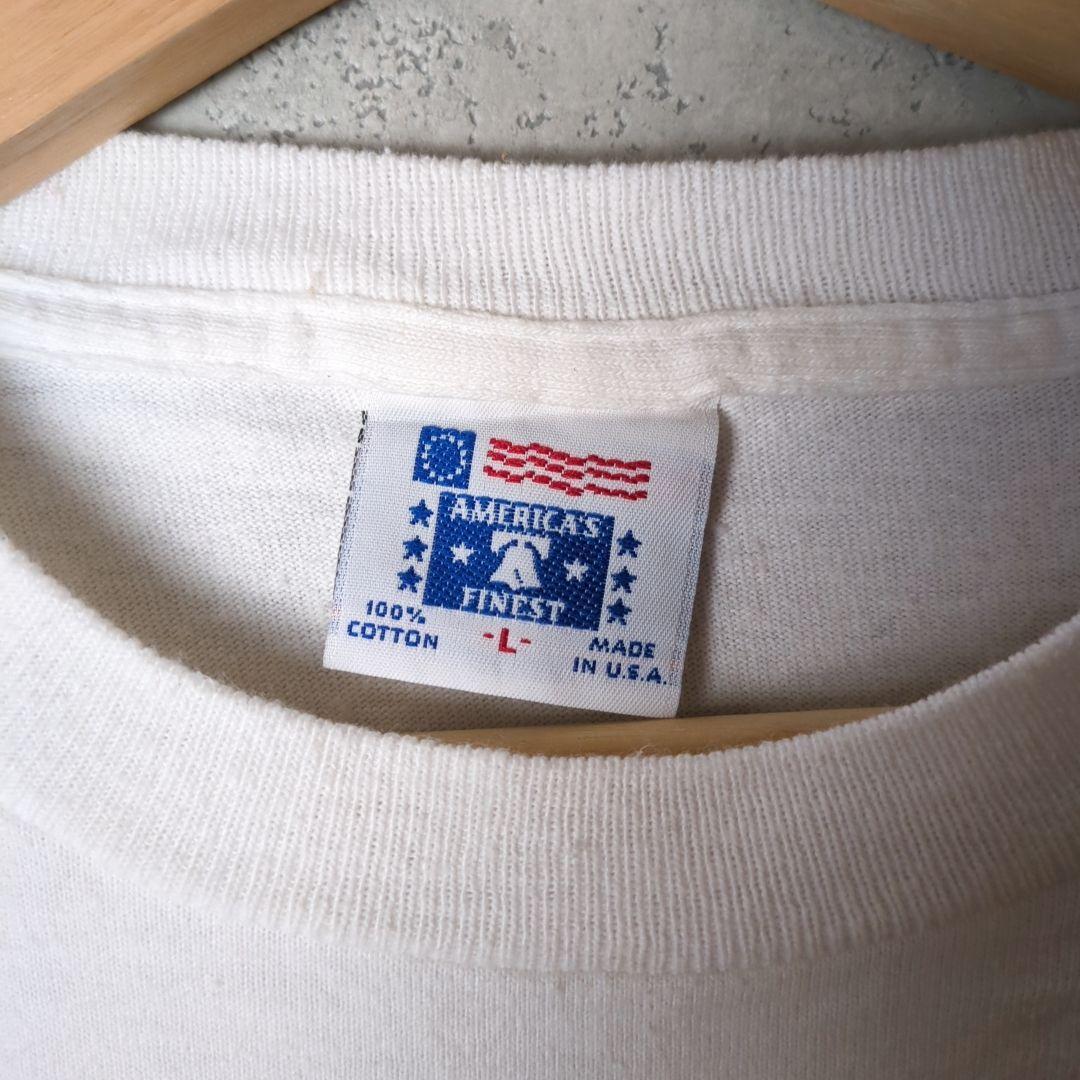 AMERICA'S
FINEST
100%
COTTON
-L-
MADE
IN U.S.A.